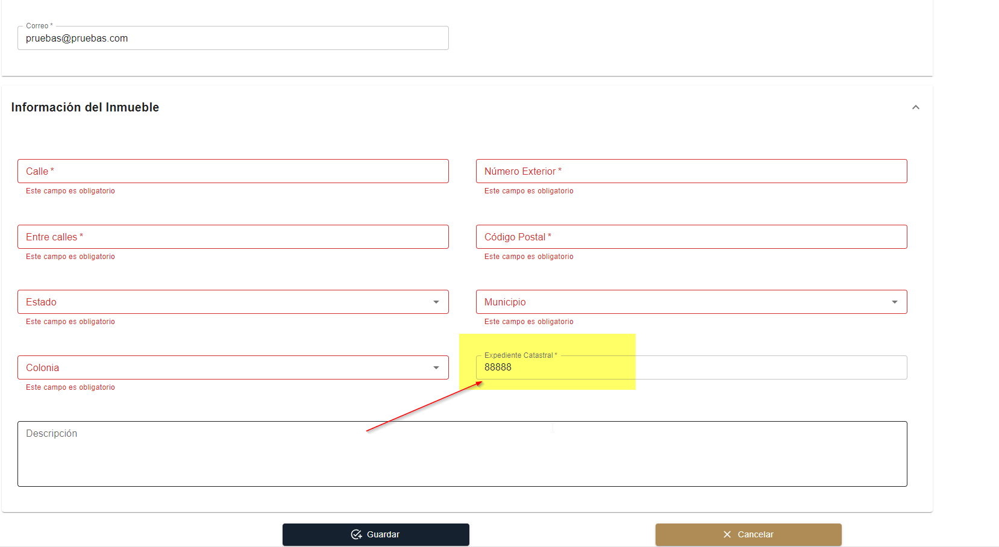 Correo *
pruebas@pruebas.com
Información del Inmueble
Calle *
Número Exterior *
Este campo es obligatorio
Este campo es obligatorio
Entre calles *
Código Postal *
Este campo es obligatorio
Este campo es obligatorio
Estado
Municipio
Este campo es obligatorio
Este campo es obligatorio
Colonia
Expediente Catastral *
88888
Este campo es obligatorio
Descripción
Guardar
Cancelar